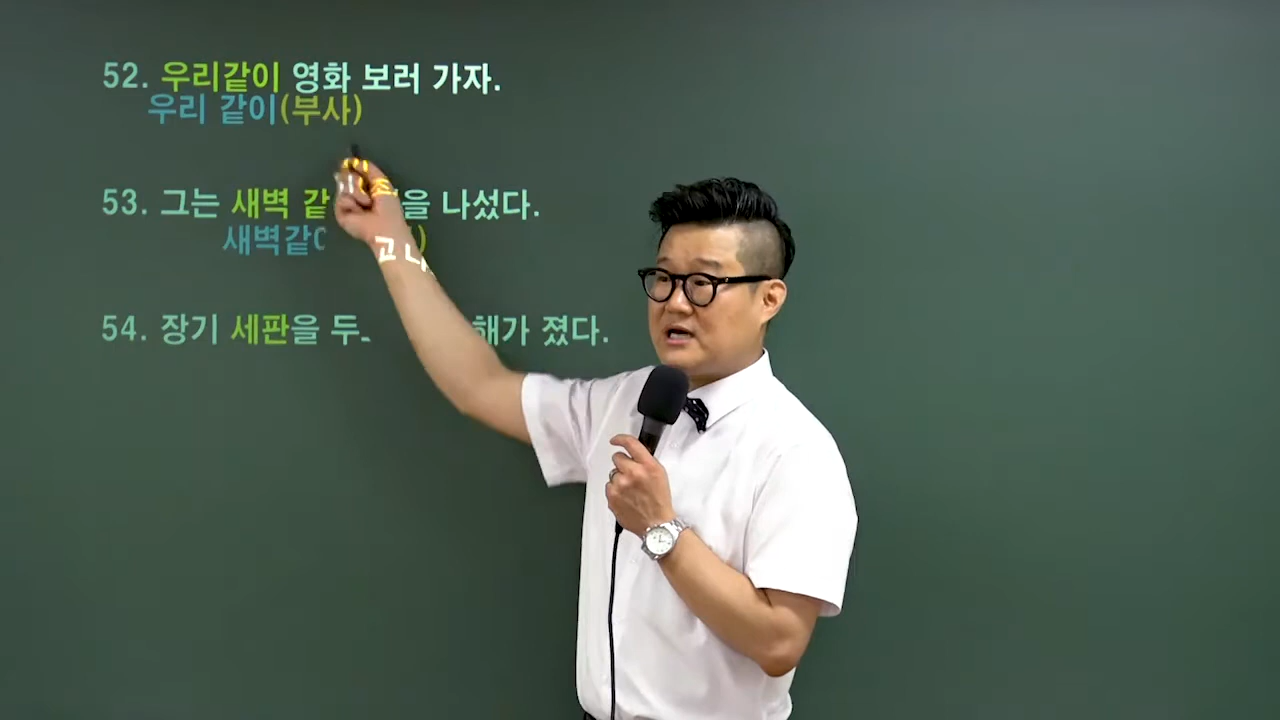 52. 우리같이 영화 보러 가자.
우리 같이(부사)
53. 그는 새벽 같 을 나섰다.
새벽같
54. 장기 세판을 두 해가 졌다.